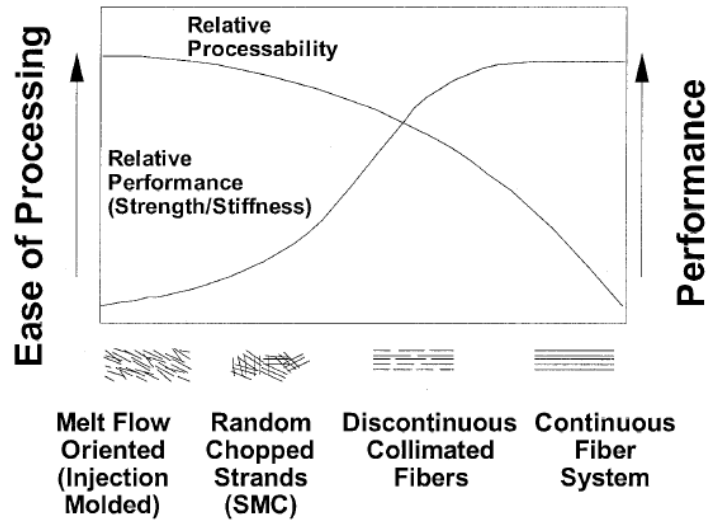 Relative
Processability
Ease of Processing
Performance
Relative
Performance
(Strength/Stiffness)
Melt Flow
Oriented
(Injection
Molded)
Random
Chopped
Strands
(SMC)
Discontinuous
Collimated
Fibers
Continuous
Fiber
System